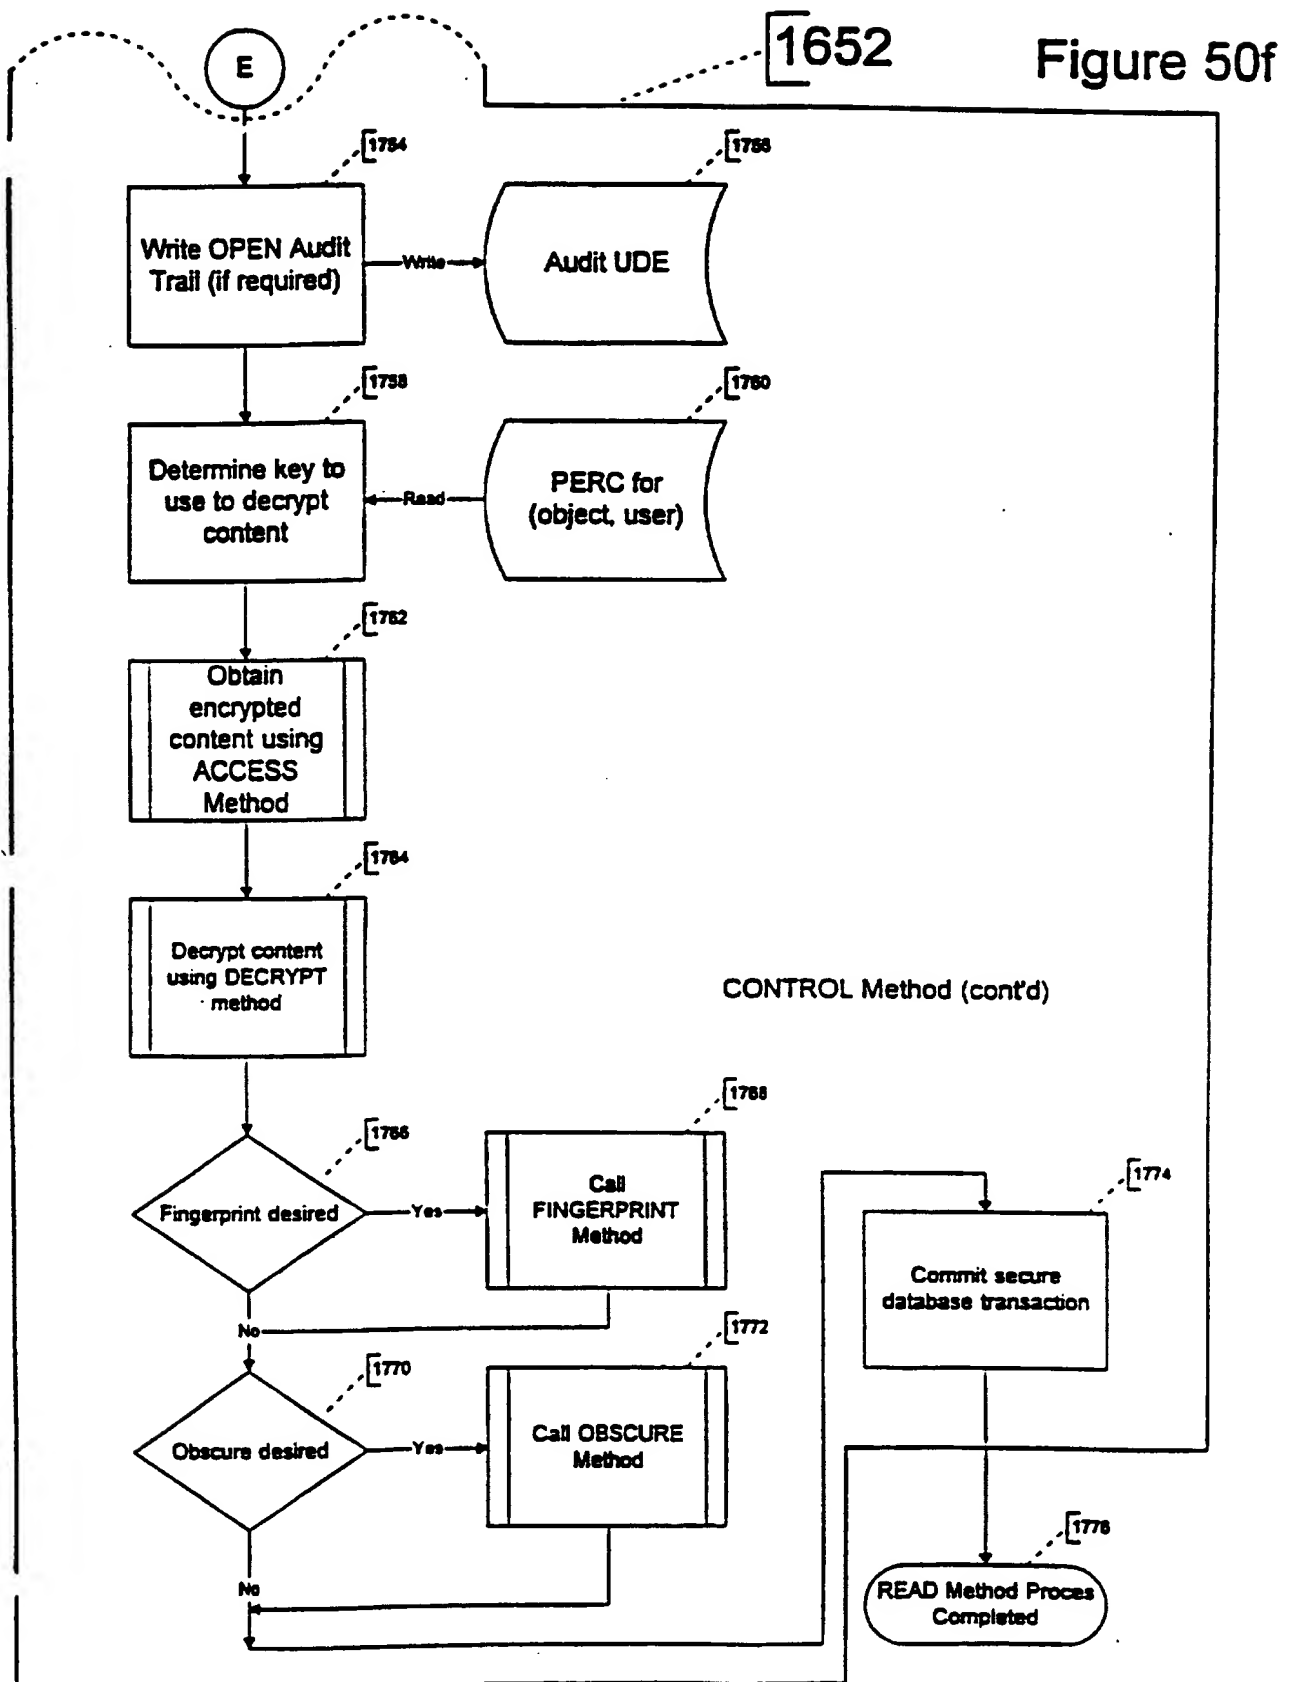 1652
Figure 50f
E
1754
1756
Write OPEN Audit
Trail (if required)
Write
Audit UDE
1758
1760
Determine key to
use to decrypt
content
Read
PERC for
(object, user)
1762
Obtain
encrypted
content using
ACCESS
Method
1764
Decrypt content
using DECRYPT
method
CONTROL Method (cont'd)
1766
1768
Fingerprint desired
Yes
Call
FINGERPRINT
Method
1774
Commit secure
database transaction
No
1770
1772
Obscure desired
Yes
Call OBSCURE
Method
No
1776
READ Method Proces
Completed